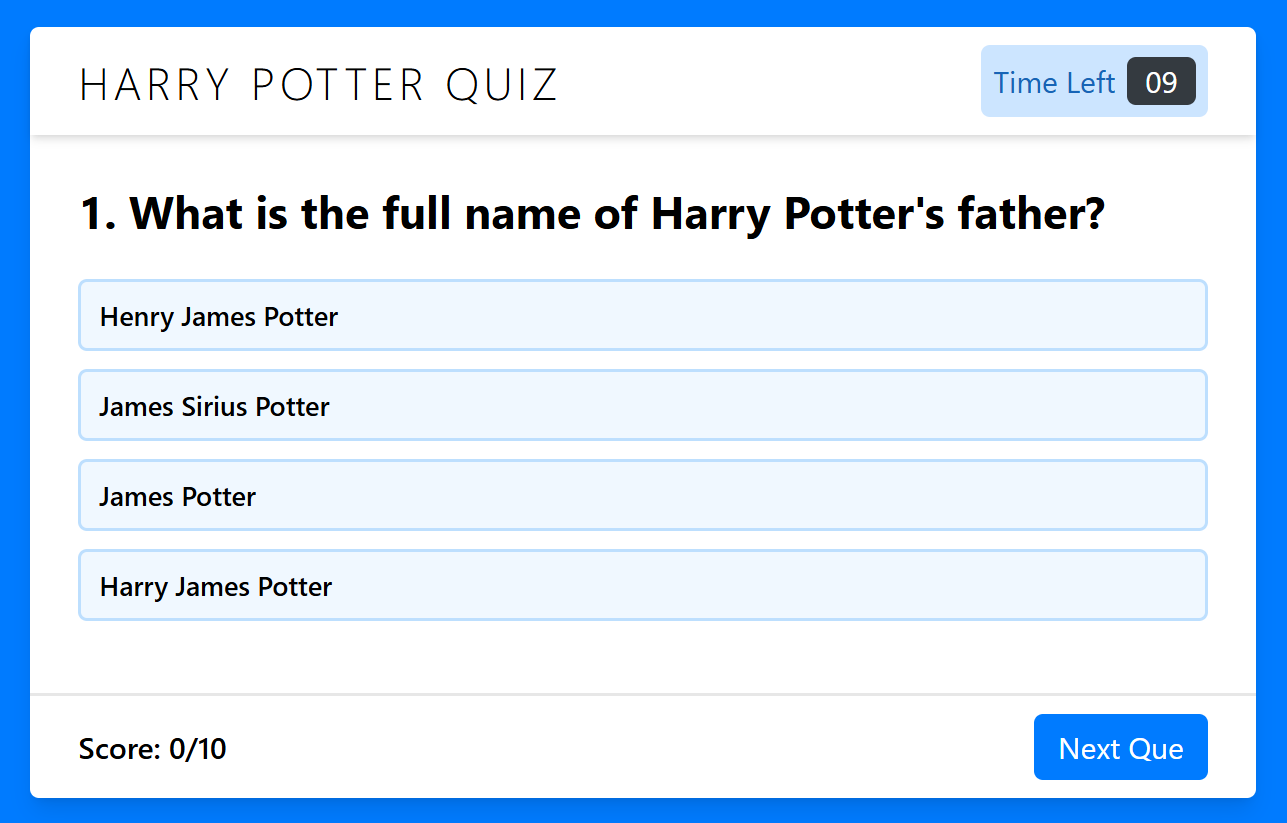 HARRY POTTER QUIZ
Time Left 09
1. What is the full name of Harry Potter's father?
Henry James Potter
James Sirius Potter
James Potter
Harry James Potter
Score: 0/10
Next Que